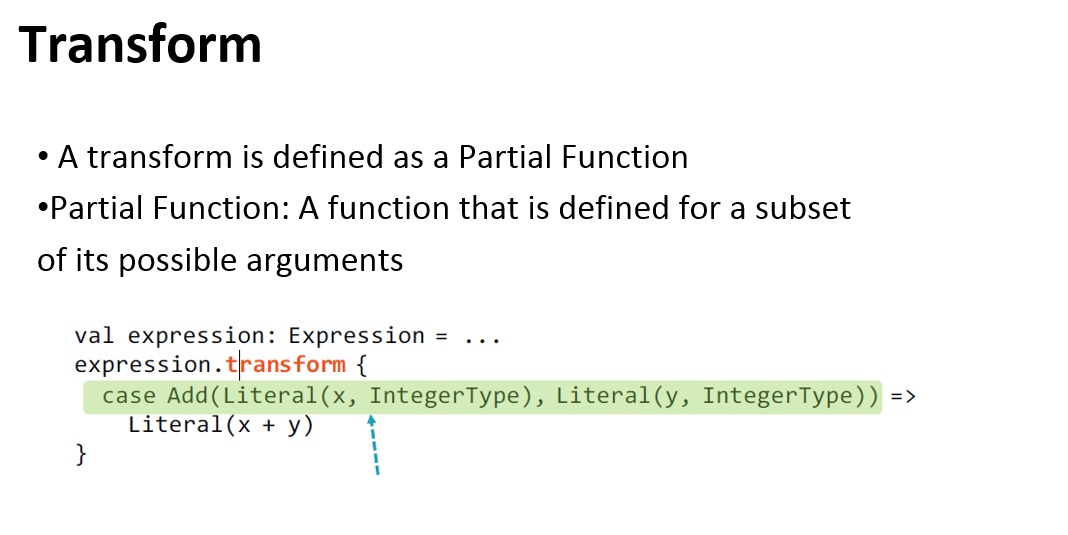 Transform
• A transform is defined as a Partial Function
•Partial Function: A function that is defined for a subset
of its possible arguments
val expression: Expression = ...
expression.transform {
case Add(Literal(x, IntegerType), Literal(y, IntegerType)) =>
Literal(x + y)
}